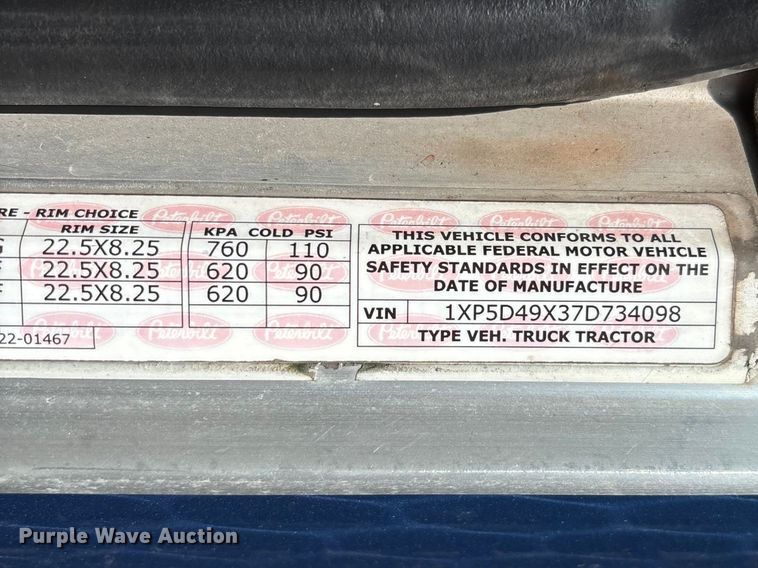 RE - RIM CHOICE
RIM SIZE KPA COLD PSI
G 22.5X8.25 760 110
F 22.5X8.25 620 90
F 22.5X8.25 620 90
22-01467
Peterbilt
THIS VEHICLE CONFORMS TO ALL
APPLICABLE FEDERAL MOTOR VEHICLE
SAFETY STANDARDS IN EFFECT ON THE
DATE OF MANUFACTURE
VIN 1XP5D49X37D734098
TYPE VEH. TRUCK TRACTOR
Purple Wave Auction